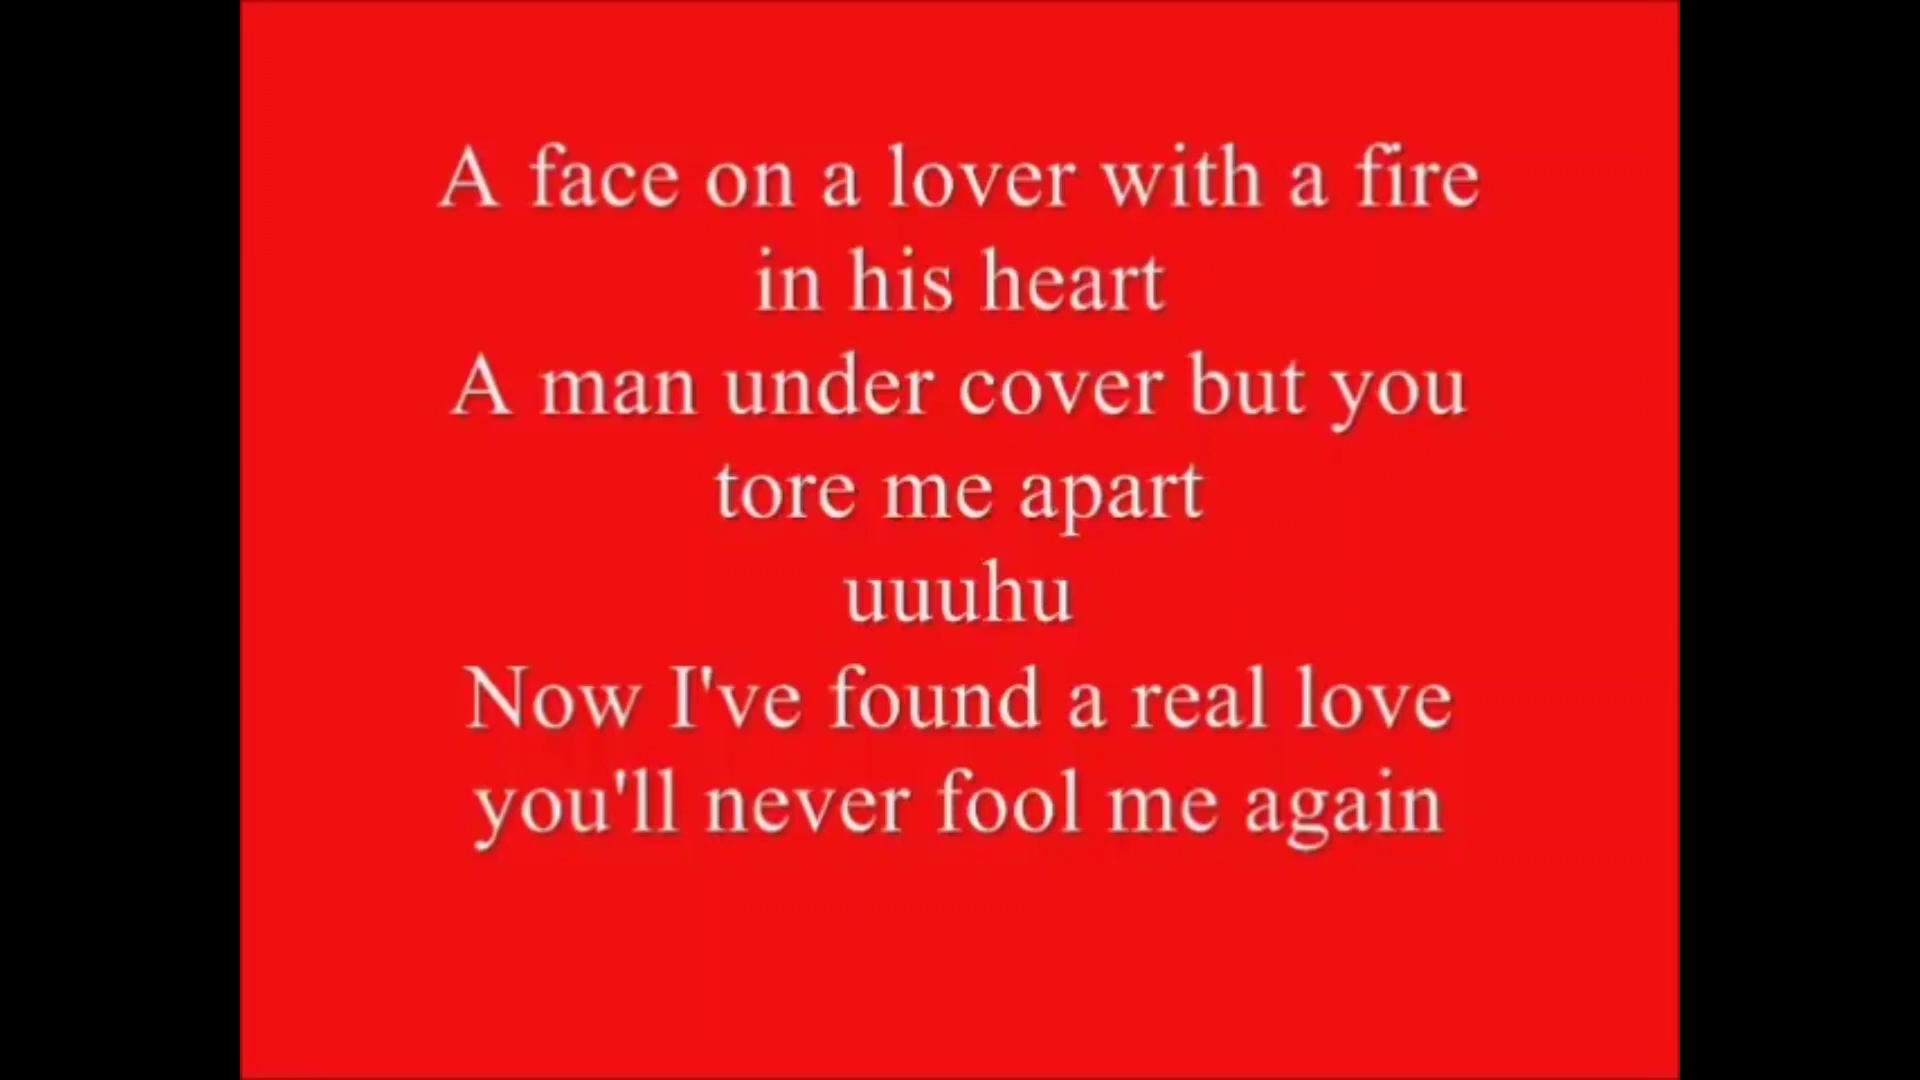 A face on a lover with a fire
in his heart
A man under cover but you
tore me apart
uuuhu
Now I've found a real love
you'll never fool me again